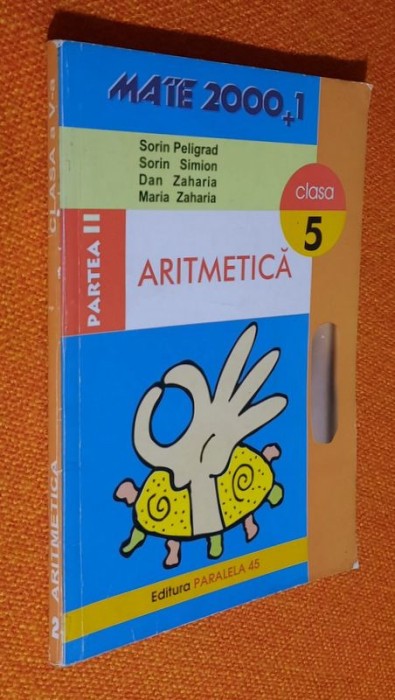 MATE 2000+1
Sorin Peligrad
Sorin Simion
Dan Zaharia
Maria Zaharia
clasa
5
PARTEA II
ARITMETICĂ
Editura PARALELA 45
2 ARITMETICA
CLASA a V-a